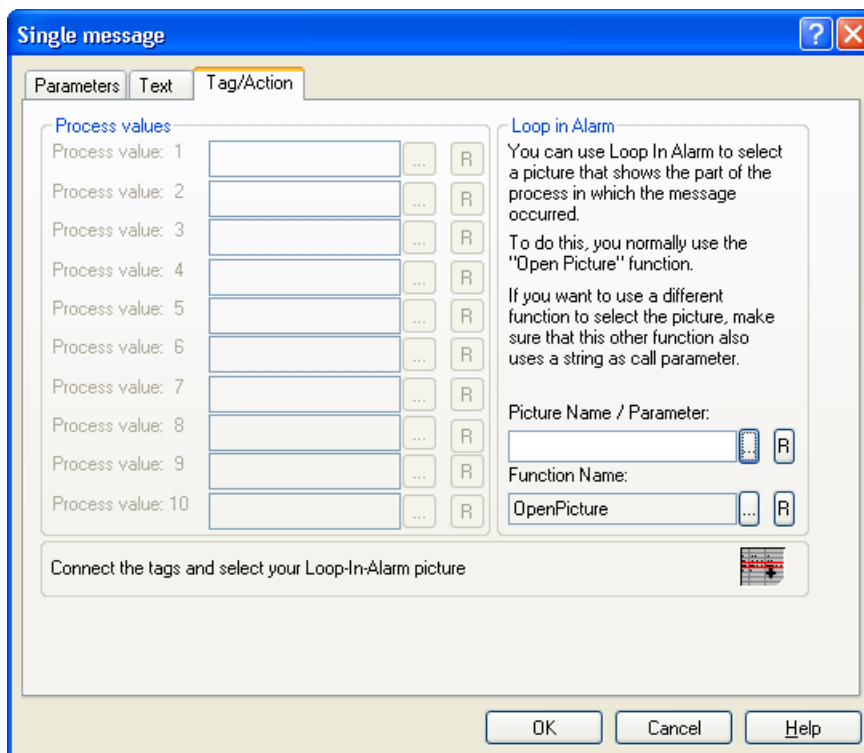 Single message
Parameters Text Tag/Action
Process values
Process value: 1 ... R
Process value: 2 ... R
Process value: 3 ... R
Process value: 4 ... R
Process value: 5 ... R
Process value: 6 ... R
Process value: 7 ... R
Process value: 8 ... R
Process value: 9 ... R
Process value: 10 ... R
Loop in Alarm
You can use Loop In Alarm to select
a picture that shows the part of the
process in which the message
occurred.
To do this, you normally use the
"Open Picture" function.
If you want to use a different
function to select the picture, make
sure that this other function also
uses a string as call parameter.
Picture Name / Parameter:
... R
Function Name:
OpenPicture ... R
Connect the tags and select your Loop-In-Alarm picture
OK Cancel Help